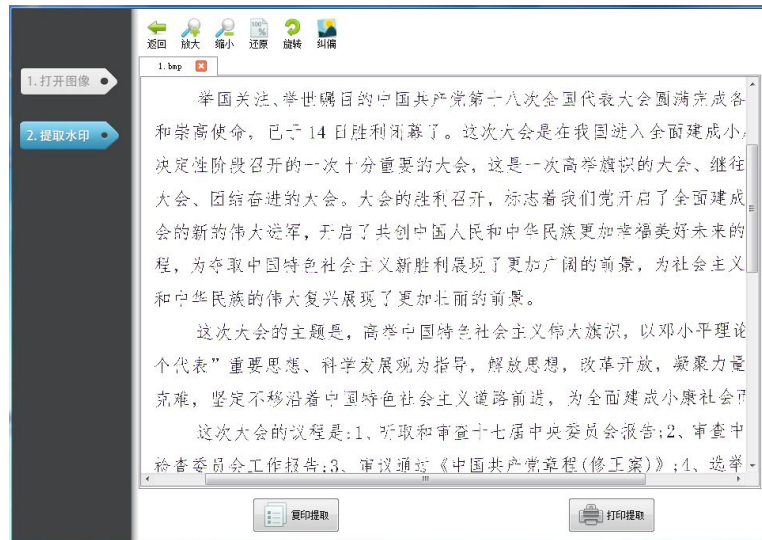 返回 放大 缩小 还原 旋转 纠偏
1.打开图像
2.提取水印
1.bmp
举国关注、举世瞩目的中国共产党第十八次全国代表大会圆满完成各
和崇高使命，已于 14 日胜利闭幕了。这次大会是在我国进入全面建成小
决定性阶段召开的一次十分重要的大会，这是一次高举旗帜的大会、继往
大会、团结奋进的大会。大会的胜利召开，标志着我们党开启了全面建成
会的新的伟大进军，开启了共创中国人民和中华民族更加幸福美好未来的
程，为夺取中国特色社会主义新胜利展现了更加广阔的前景，为社会主义
和中华民族的伟大复兴展现了更加壮丽的前景。
这次大会的主题是，高举中国特色社会主义伟大旗帜，以邓小平理论
个代表”重要思想、科学发展观为指导，解放思想，改革开放，凝聚力量
克难，坚定不移沿着中国特色社会主义道路前进，为全面建成小康社会而
这次大会的议程是:1、听取和审查十七届中央委员会报告;2、审查中
检查委员会工作报告;3、审议通过《中国共产党章程(修正案)》;4、选举
复印提取 打印提取